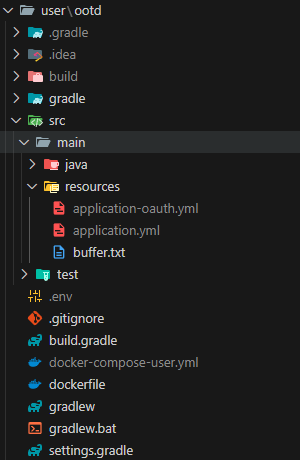 user\ootd
.gradle
.idea
build
gradle
src
main
java
resources
application-oauth.yml
application.yml
buffer.txt
test
.env
.gitignore
build.gradle
docker-compose-user.yml
dockerfile
gradlew
gradlew.bat
settings.gradle